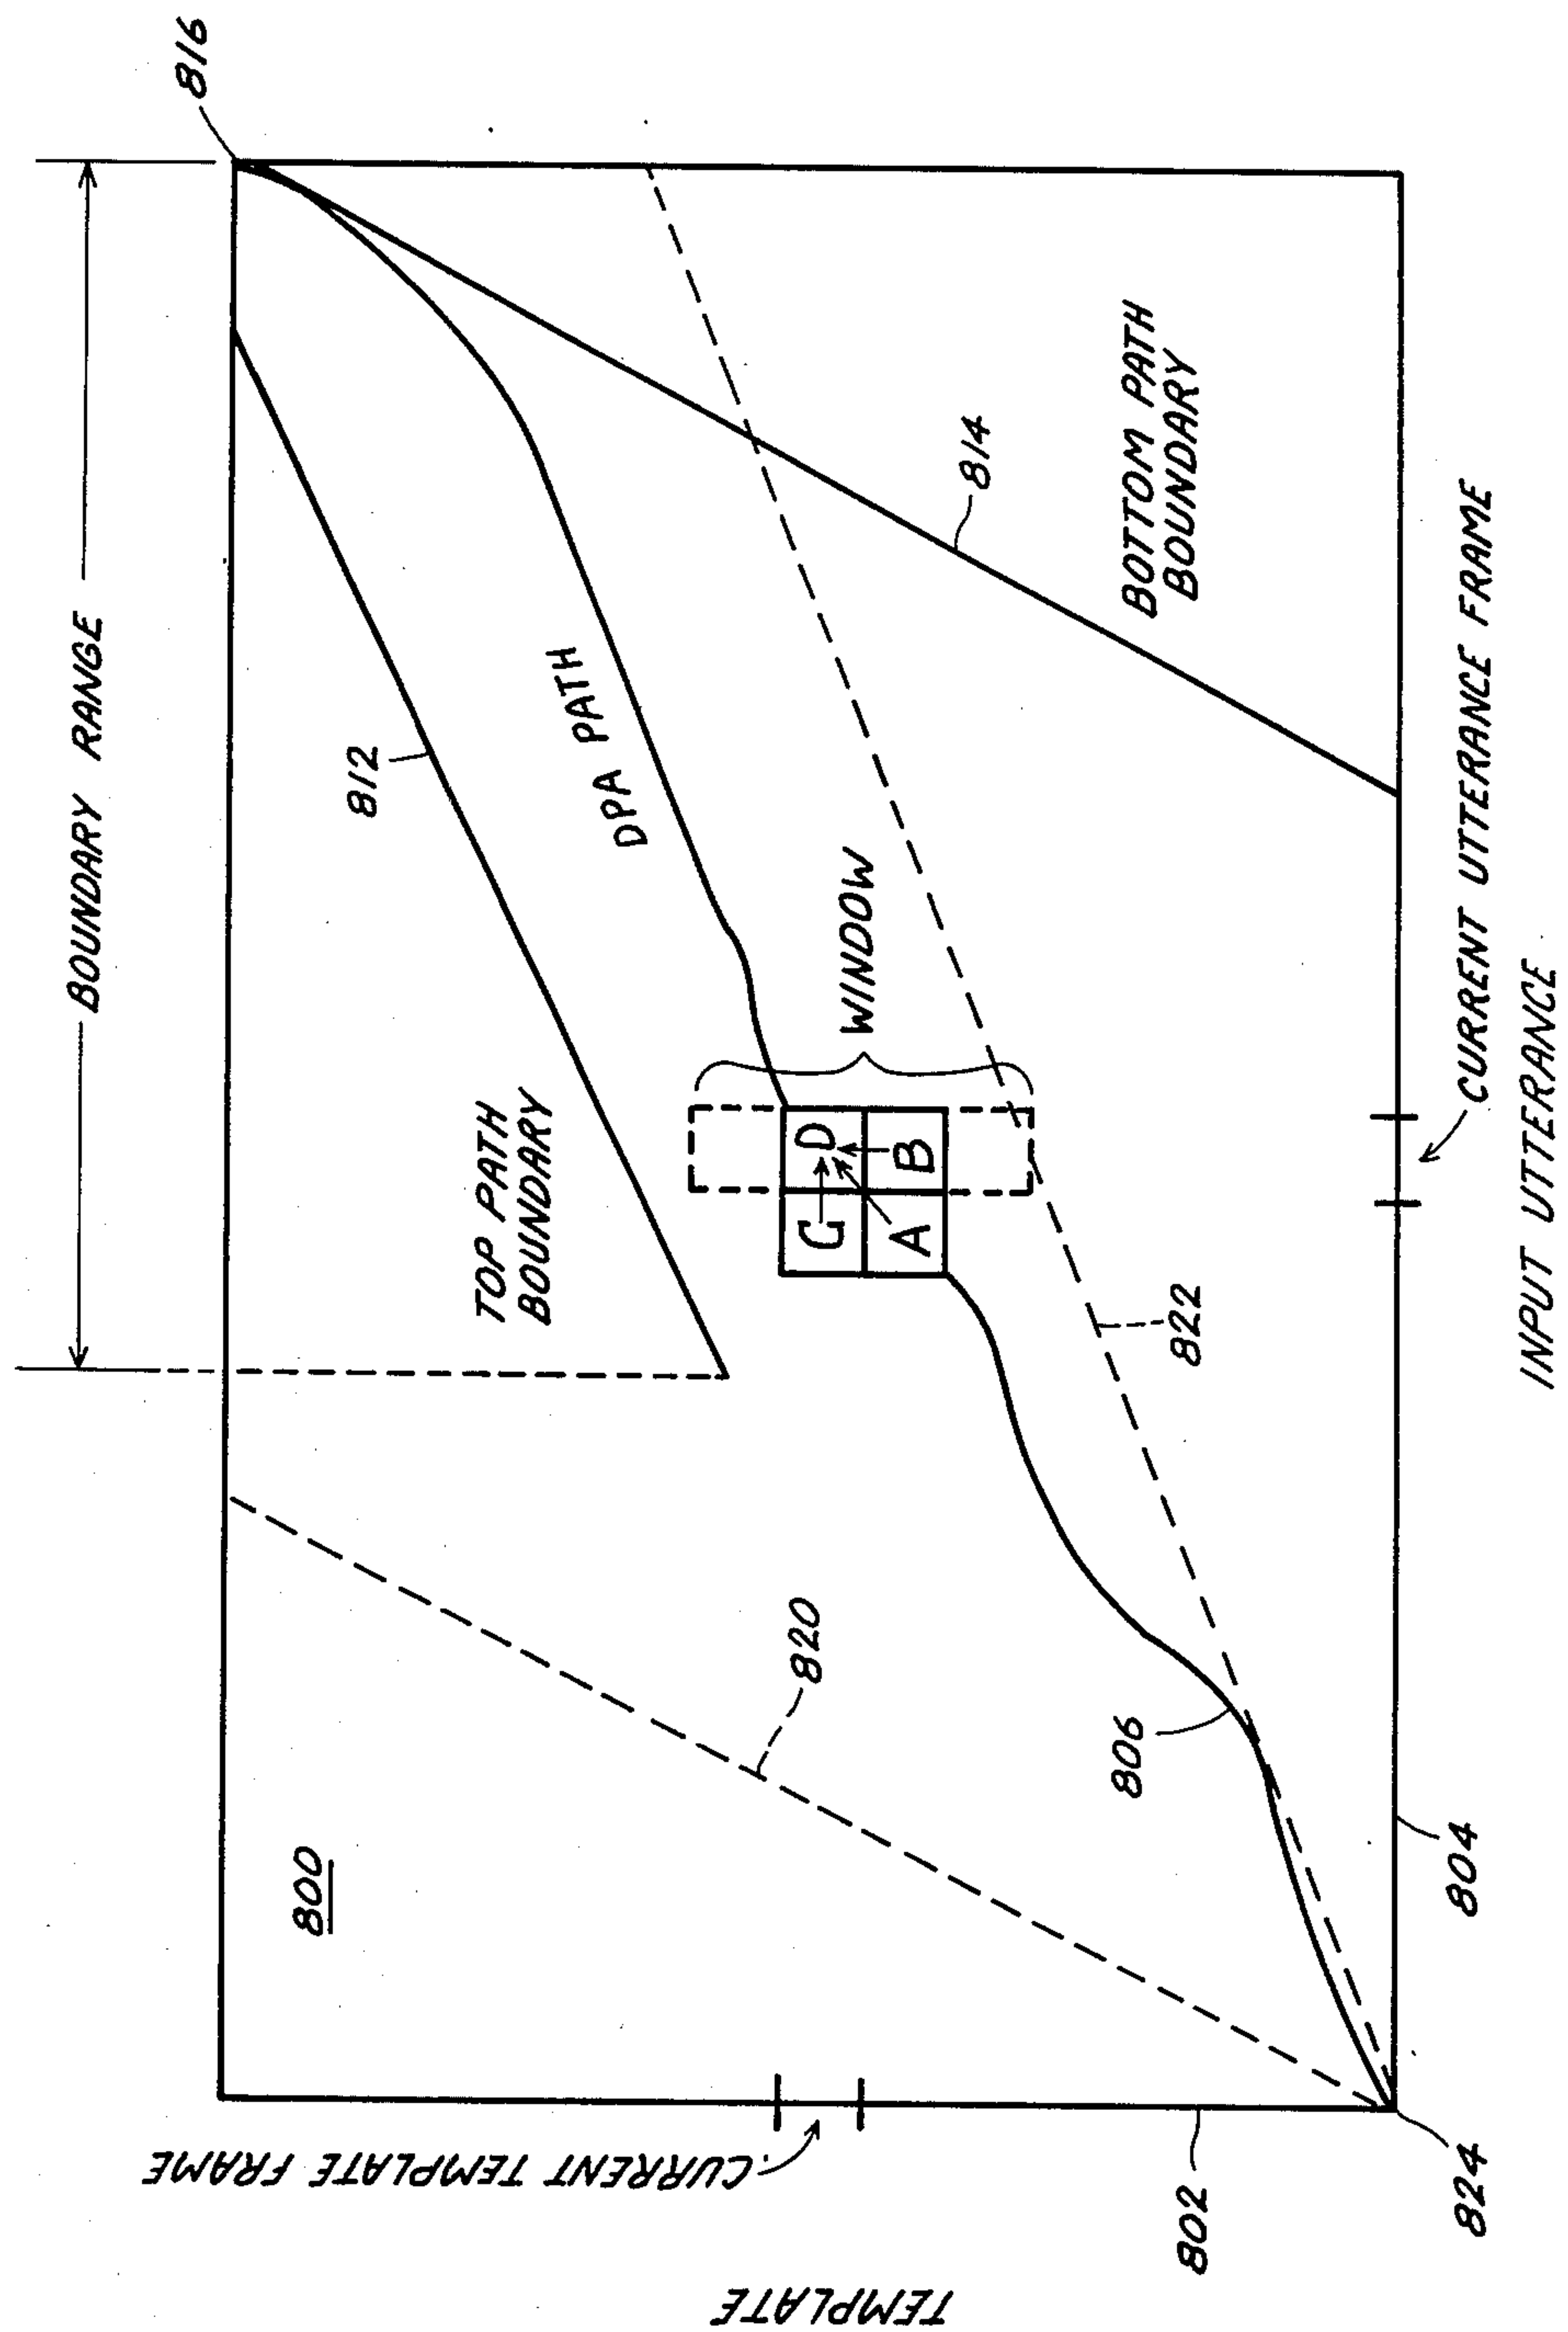 BOUNDARY RANGE
816
812
TOP PATH
BOUNDARY
DPA PATH
800
820
WINDOW
C
D
A
B
814
BOTTOM PATH
BOUNDARY
822
806
CURRENT TEMPLATE FRAME
TEMPLATE
802
824
804
CURRENT UTTERANCE FRAME
INPUT UTTERANCE